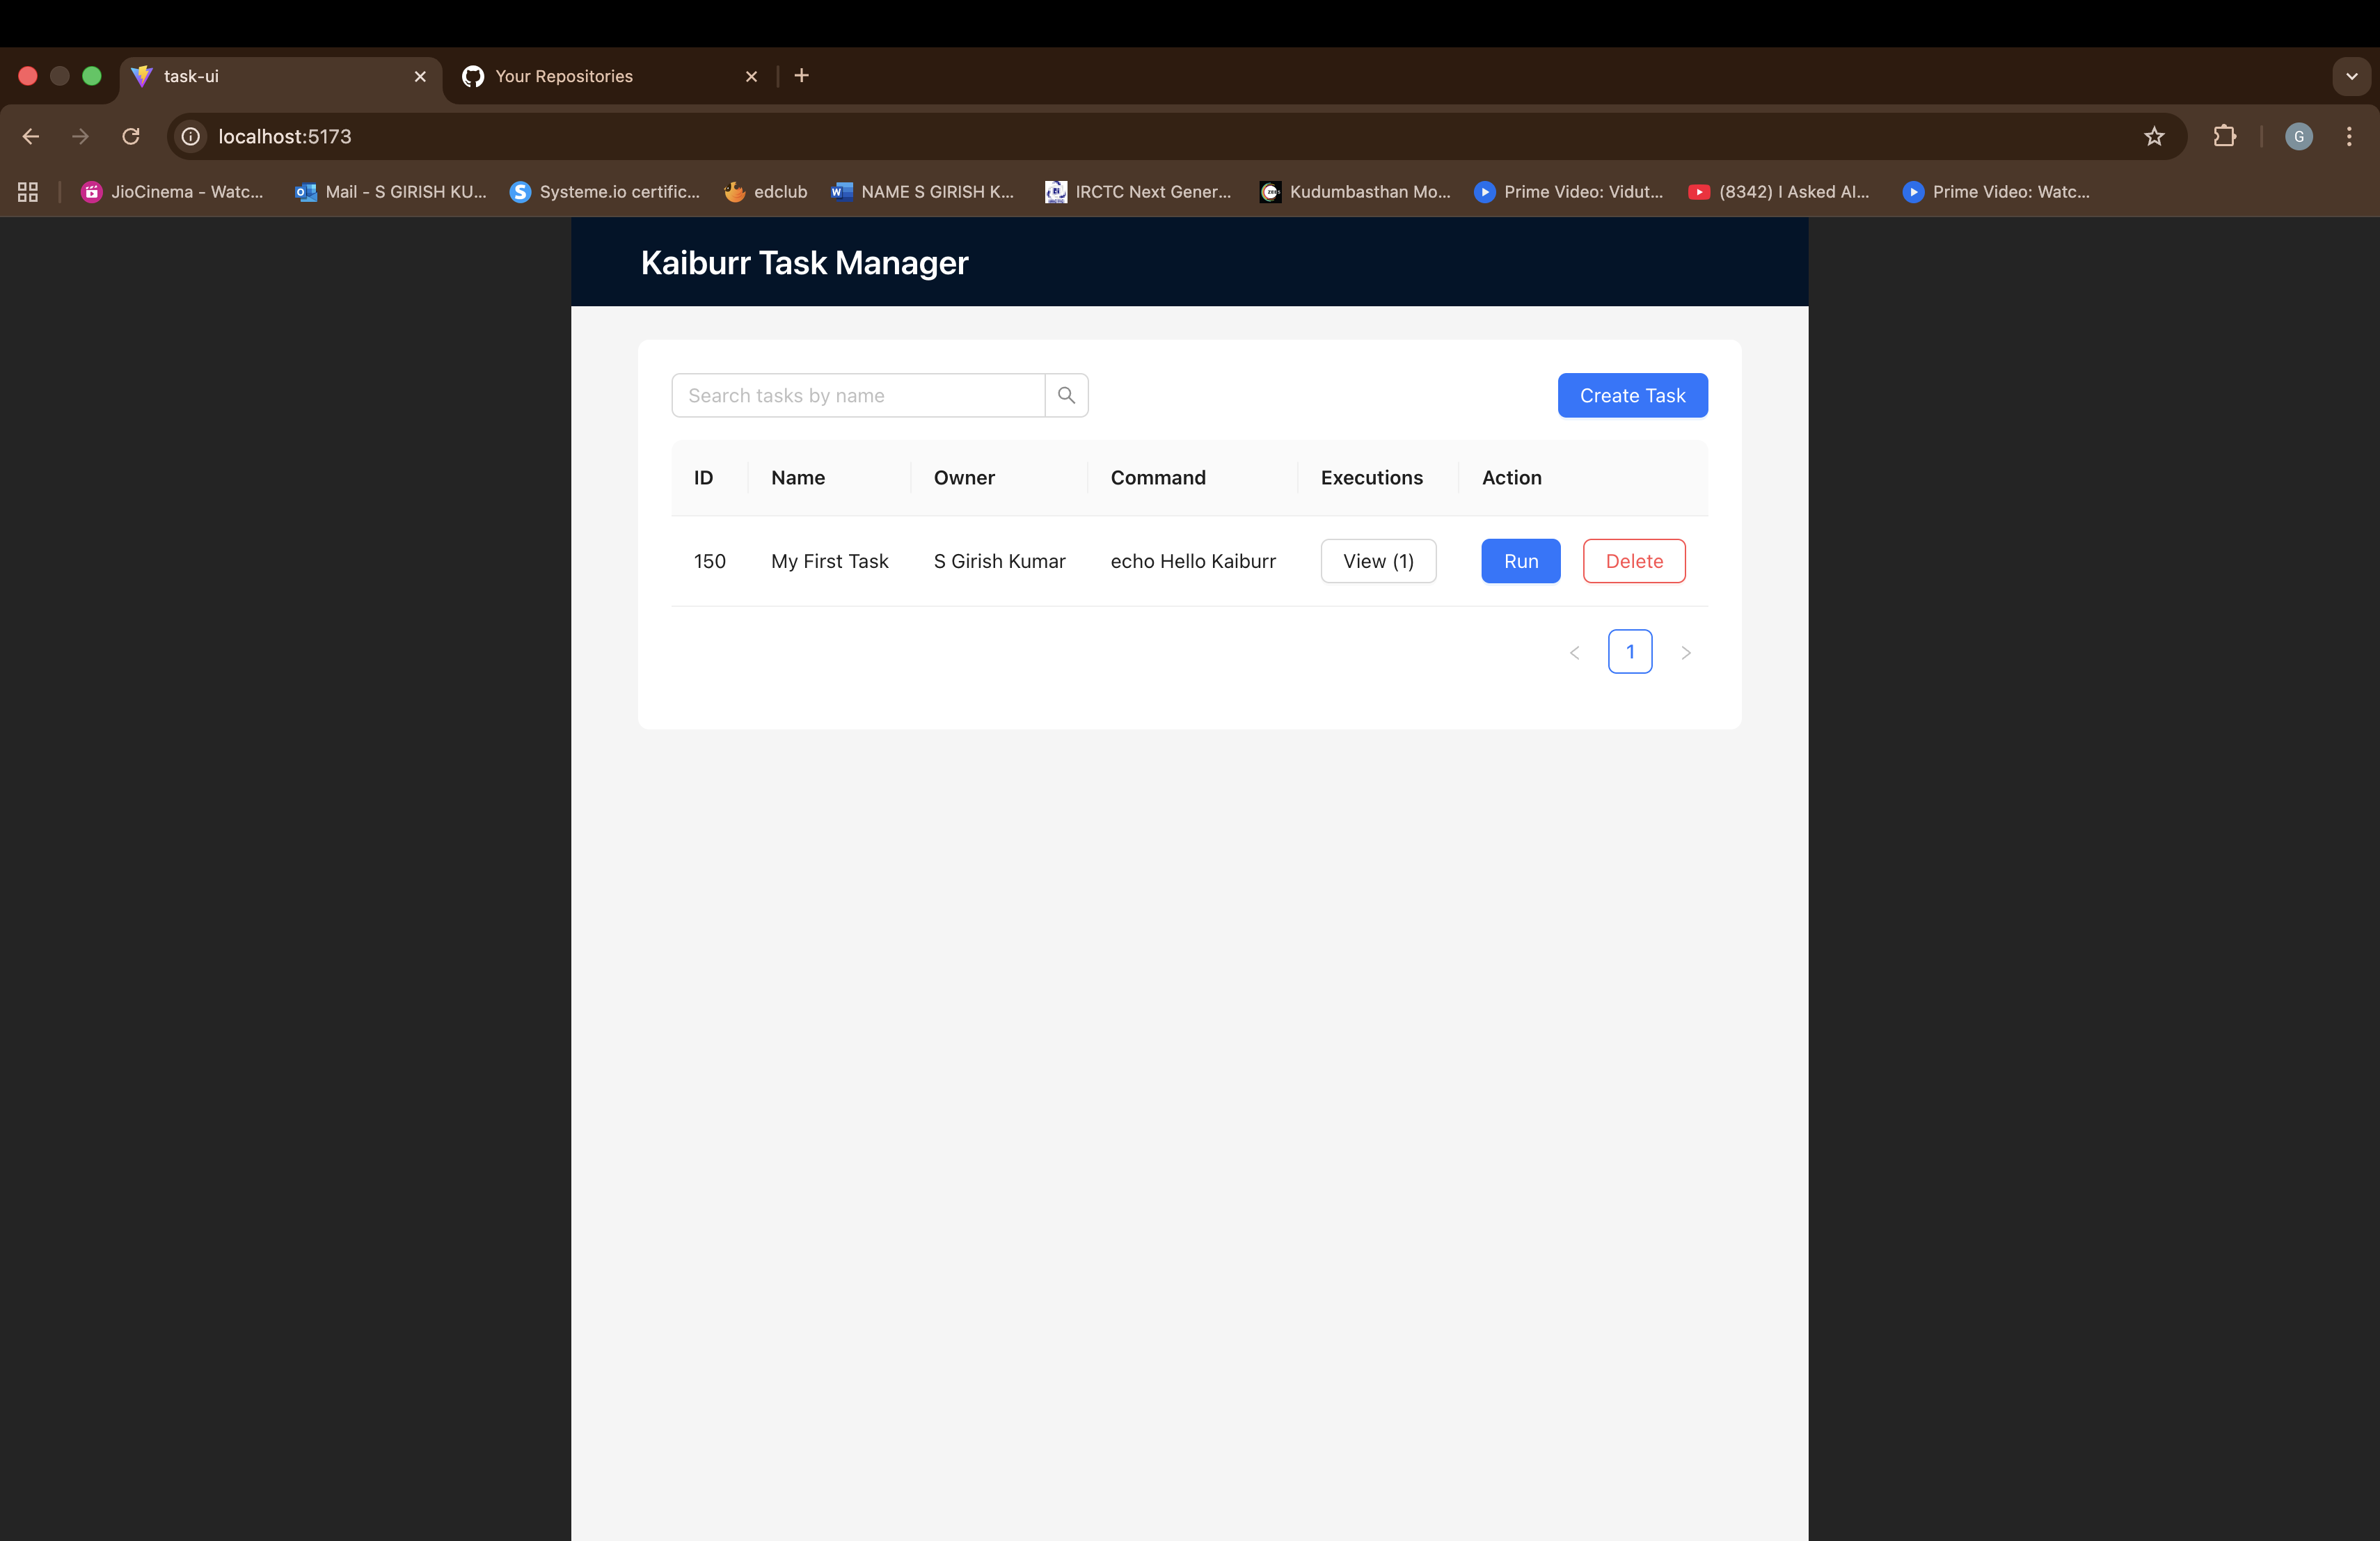 task-ui
Your Repositories
localhost:5173
G
JioCinema - Watc...
Mail - S GIRISH KU...
Systeme.io certific...
edclub
NAME S GIRISH K...
IRCTC Next Gener...
Kudumbasthan Mo...
Prime Video: Vidut...
(8342) I Asked AI...
Prime Video: Watc...
Kaiburr Task Manager
Search tasks by name
Create Task
ID Name Owner Command Executions Action
150 My First Task S Girish Kumar echo Hello Kaiburr View (1) Run Delete
< 1 >